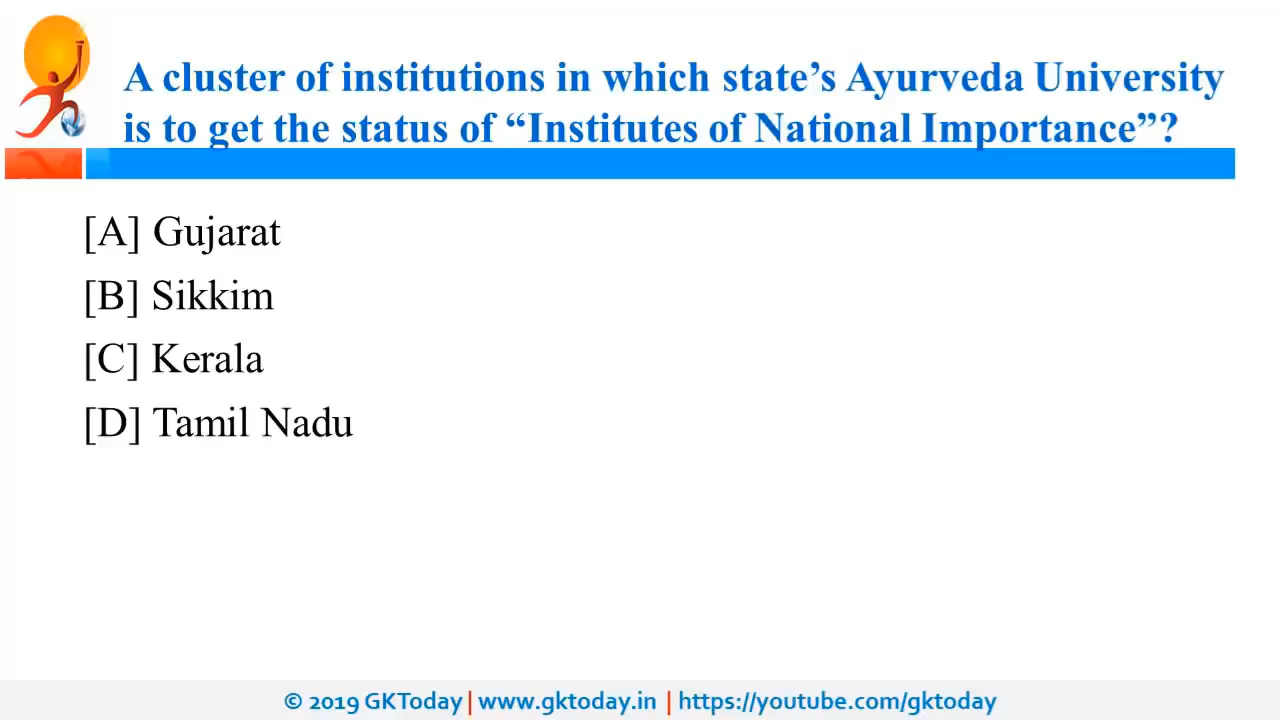 A cluster of institutions in which state’s Ayurveda University
is to get the status of “Institutes of National Importance”?
[A] Gujarat
[B] Sikkim
[C] Kerala
[D] Tamil Nadu
© 2019 GKToday | www.gktoday.in | https://youtube.com/gktoday